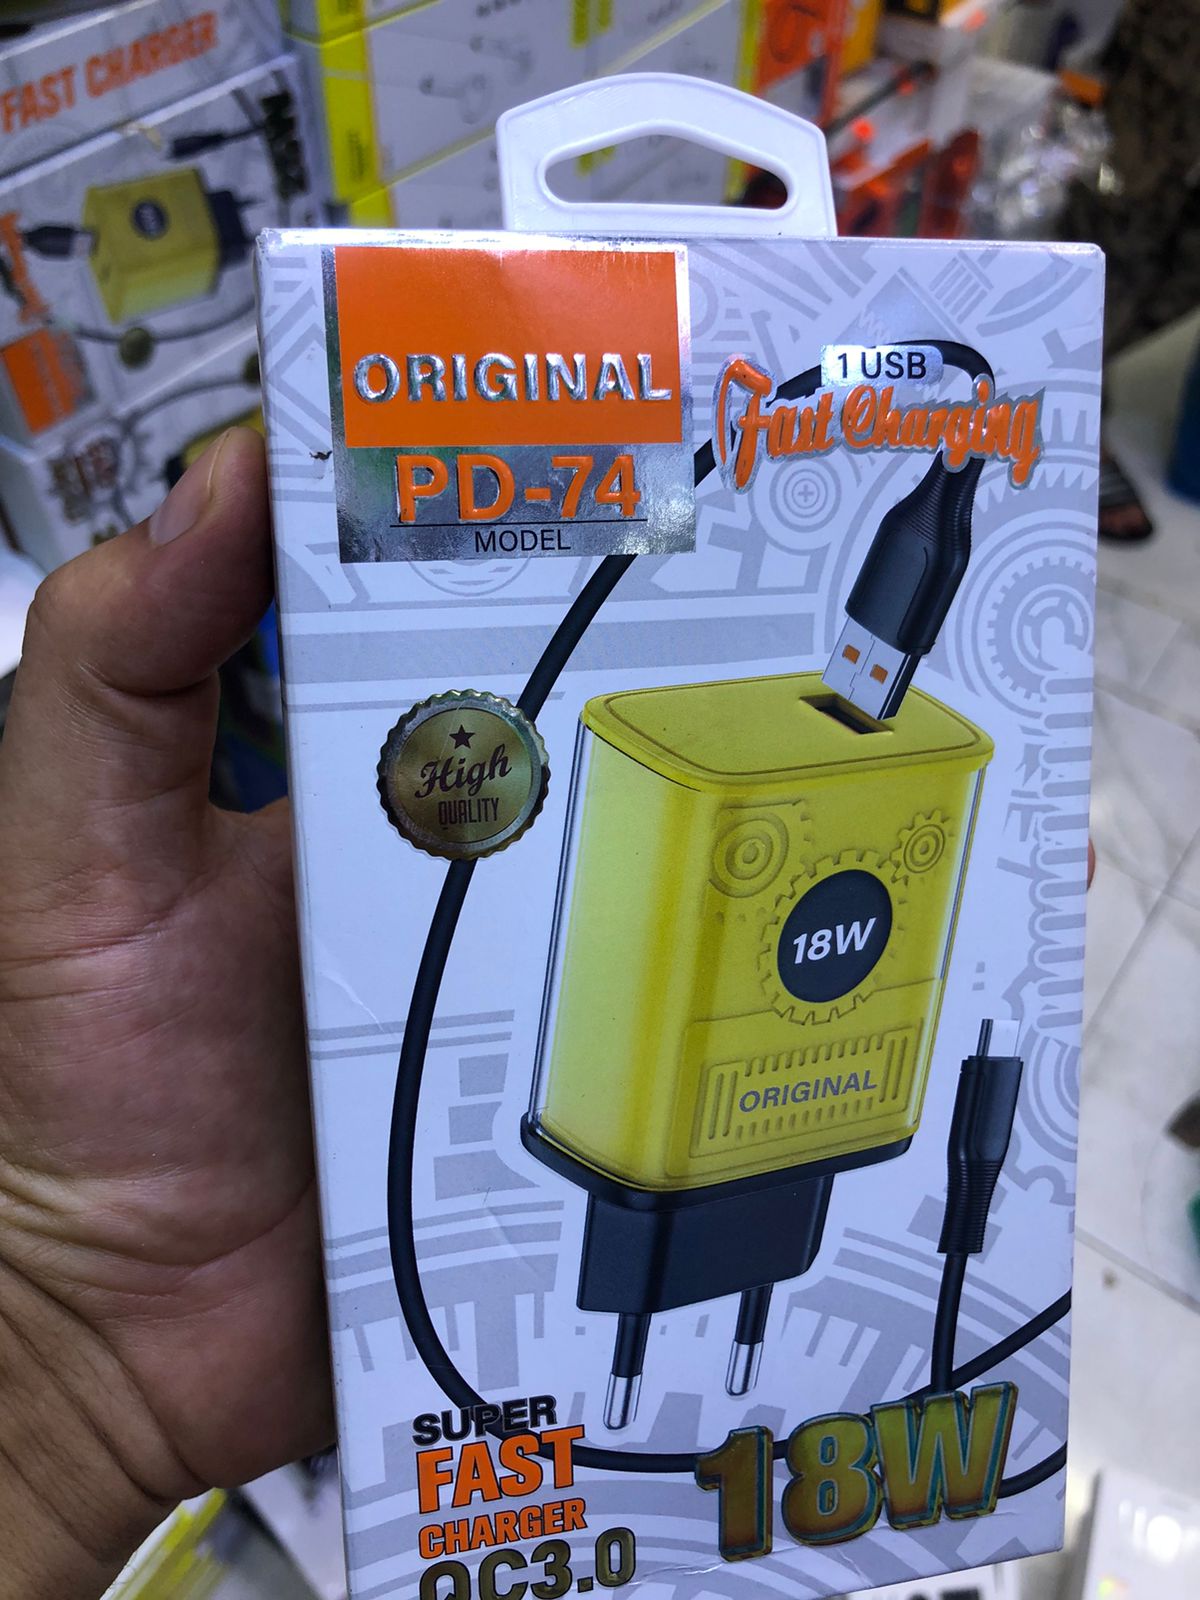 FAST CHARGER
ORIGINAL
PD-74
MODEL
1 USB
Fast Charging
High
QUALITY
18W
ORIGINAL
SUPER
FAST
CHARGER
QC3.0
18W